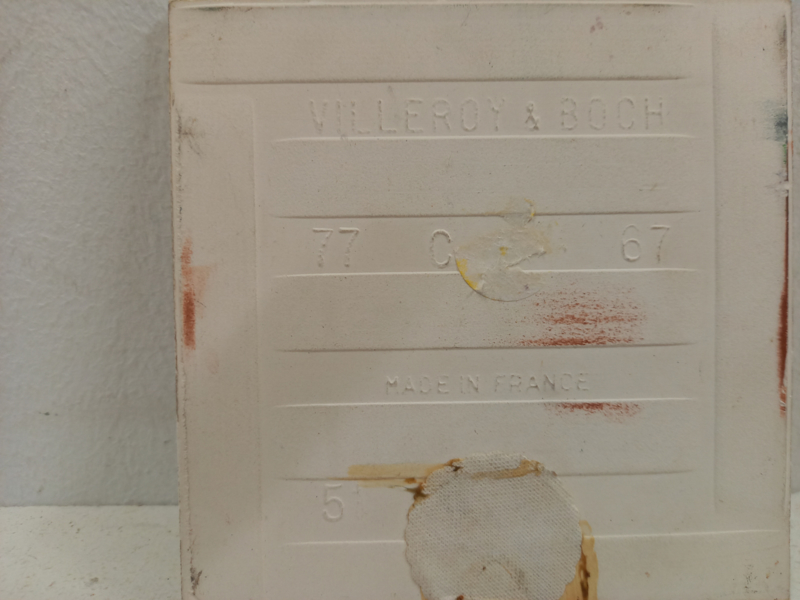 VILLEROY & BOCH
77 C 67
MADE IN FRANCE
5